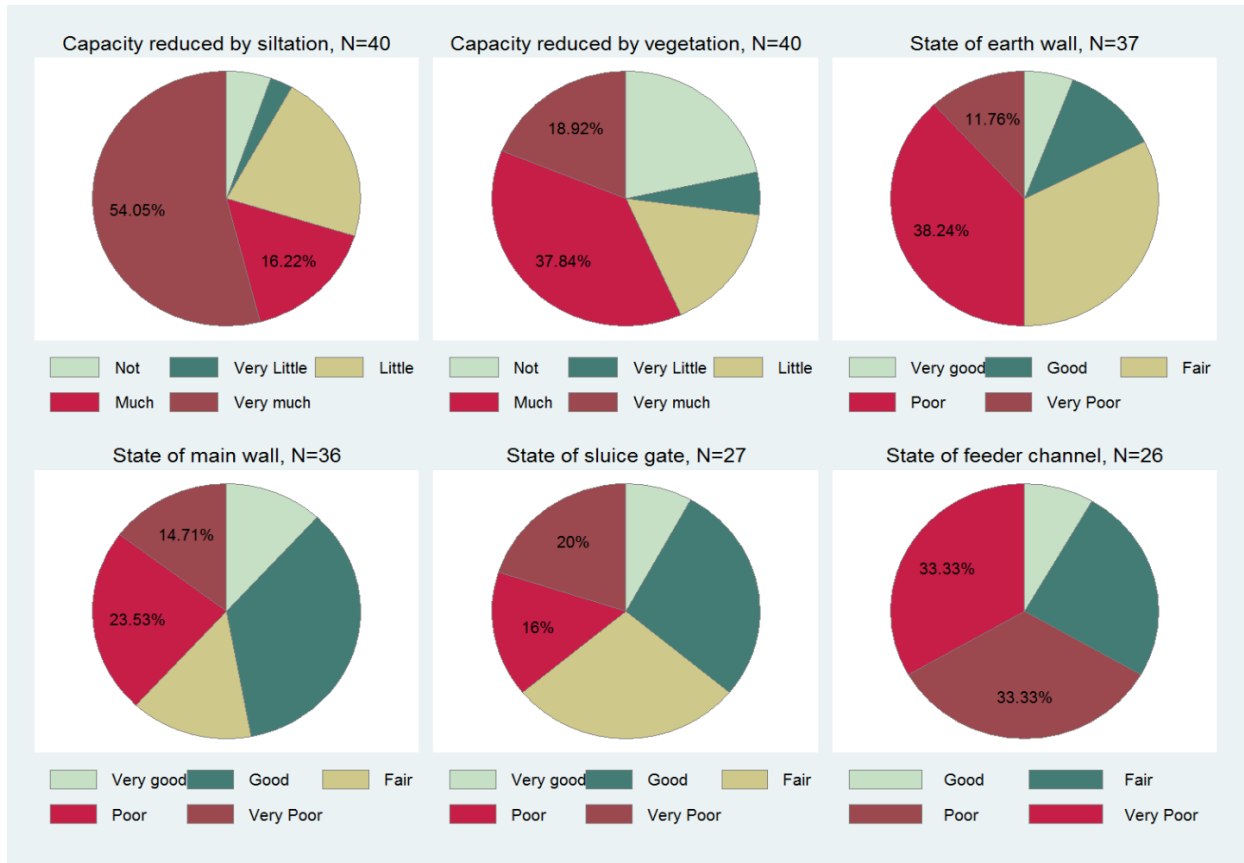 Capacity reduced by siltation, N=40
54.05%
16.22%
Not Very Little Little
Much Very much
Capacity reduced by vegetation, N=40
18.92%
37.84%
Not Very Little Little
Much Very much
State of earth wall, N=37
11.76%
38.24%
Very good Good Fair
Poor Very Poor
State of main wall, N=36
14.71%
23.53%
Very good Good Fair
Poor Very Poor
State of sluice gate, N=27
20%
16%
Very good Good Fair
Poor Very Poor
State of feeder channel, N=26
33.33%
33.33%
Good Fair
Poor Very Poor